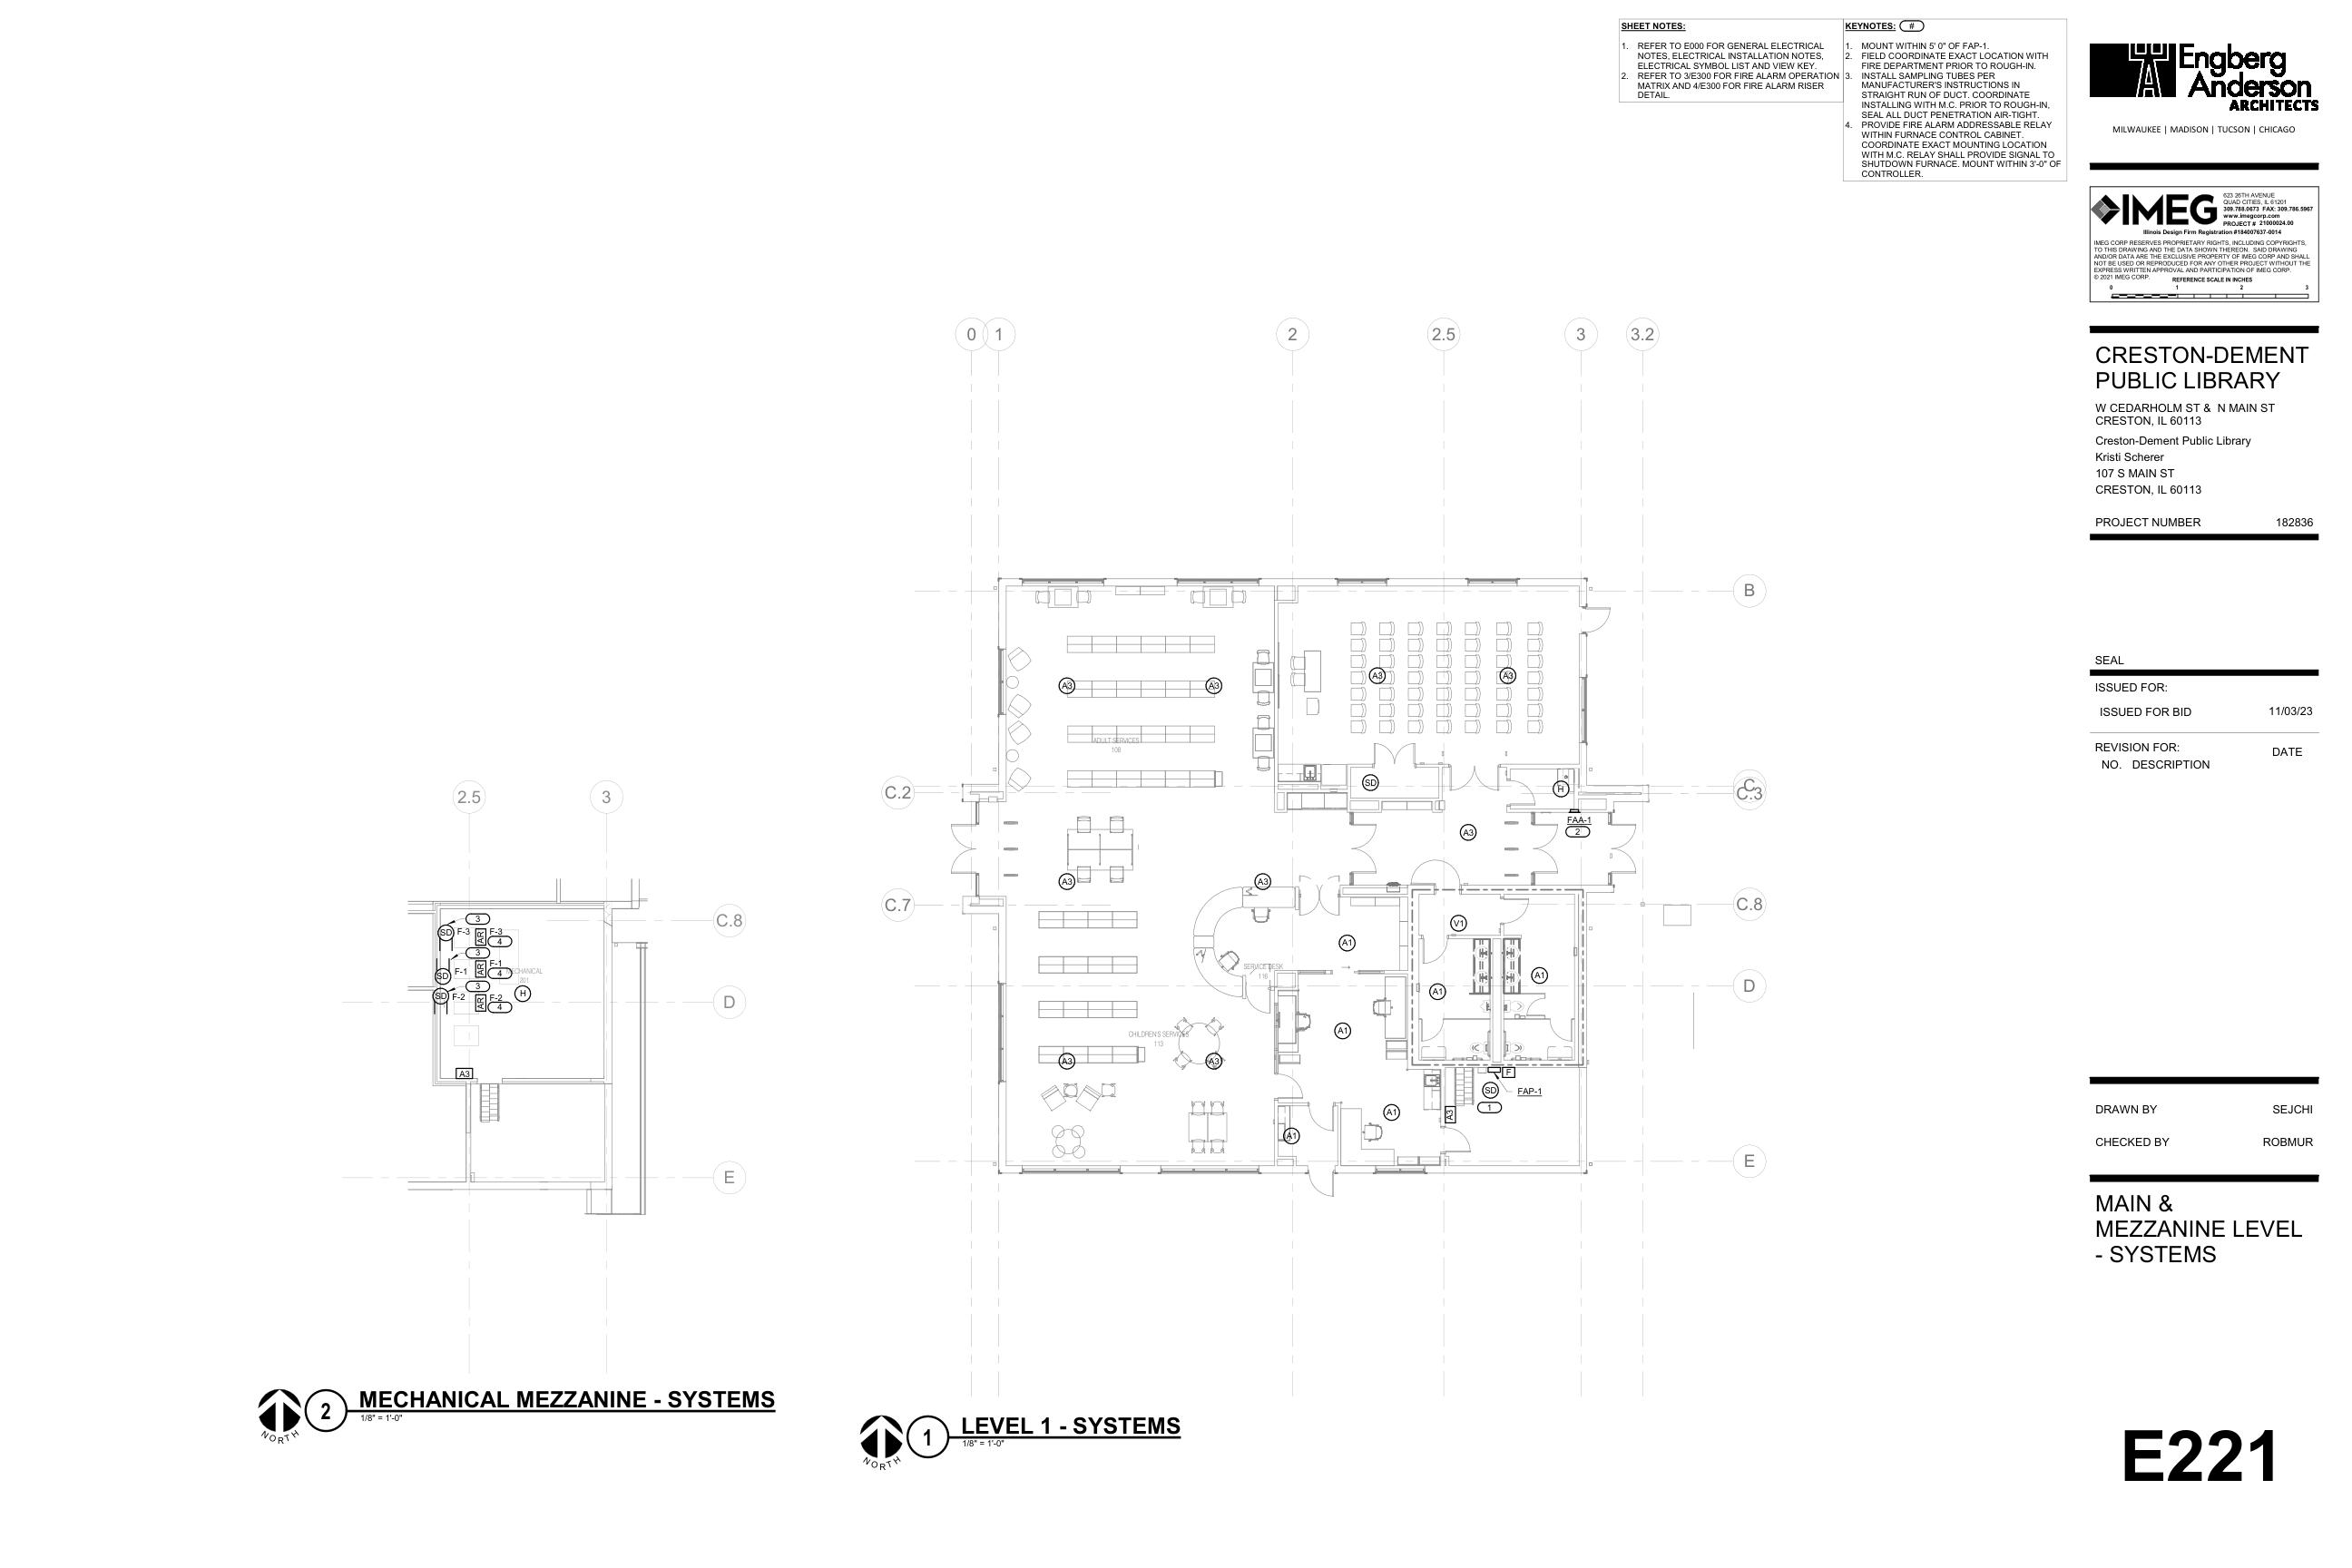 SHEET NOTES:
1. REFER TO E000 FOR GENERAL ELECTRICAL
NOTES, ELECTRICAL INSTALLATION NOTES,
ELECTRICAL SYMBOL LIST AND VIEW KEY.
2. REFER TO 3/E300 FOR FIRE ALARM OPERATION
MATRIX AND 4/E300 FOR FIRE ALARM RISER
DETAIL.
KEYNOTES: #
1. MOUNT WITHIN 5' 0" OF FAP-1.
2. FIELD COORDINATE EXACT LOCATION WITH
FIRE DEPARTMENT PRIOR TO ROUGH-IN.
3. INSTALL SAMPLING TUBES PER
MANUFACTURER'S INSTRUCTIONS IN
STRAIGHT RUN OF DUCT. COORDINATE
INSTALLING WITH M.C. PRIOR TO ROUGH-IN,
SEAL ALL DUCT PENETRATION AIR-TIGHT.
4. PROVIDE FIRE ALARM ADDRESSABLE RELAY
WITHIN FURNACE CONTROL CABINET.
COORDINATE EXACT MOUNTING LOCATION
WITH M.C. RELAY SHALL PROVIDE SIGNAL TO
SHUTDOWN FURNACE. MOUNT WITHIN 3'-0" OF
CONTROLLER.
Engberg
Anderson
ARCHITECTS
MILWAUKEE | MADISON | TUCSON | CHICAGO
IMEG
623 26TH AVENUE
QUAD CITIES, IL 61201
309.788.0673 FAX: 309.786.5967
www.imegcorp.com
PROJECT # 21000024.00
Illinois Design Firm Registration #184007637-0014
IMEG CORP RESERVES PROPRIETARY RIGHTS, INCLUDING COPYRIGHTS,
TO THIS DRAWING AND THE DATA SHOWN THEREON. SAID DRAWING
AND/OR DATA ARE THE EXCLUSIVE PROPERTY OF IMEG CORP AND SHALL
NOT BE USED OR REPRODUCED FOR ANY OTHER PROJECT WITHOUT THE
EXPRESS WRITTEN APPROVAL AND PARTICIPATION OF IMEG CORP.
© 2021 IMEG CORP.
REFERENCE SCALE IN INCHES
0 1 2 3
CRESTON-DEMENT
PUBLIC LIBRARY
W CEDARHOLM ST & N MAIN ST
CRESTON, IL 60113
Creston-Dement Public Library
Kristi Scherer
107 S MAIN ST
CRESTON, IL 60113
PROJECT NUMBER 182836
SEAL
ISSUED FOR:
ISSUED FOR BID 11/03/23
REVISION FOR: DATE
NO. DESCRIPTION
DRAWN BY SEJCHI
CHECKED BY ROBMUR
MAIN &
MEZZANINE LEVEL
- SYSTEMS
E221
2.5 3
C.8
D
E
3
SD F-3 AR F-3
4
3
SD F-1 AR F-1
4
MECHANICAL
201
3
SD F-2 AR F-2
4
H
A3
NORTH
2
MECHANICAL MEZZANINE - SYSTEMS
1/8" = 1'-0"
0 1 2 2.5 3 3.2
B
A3 A3 A3 A3
ADULT SERVICES
108
C.2
SD H
C
C.3
FAA-1
2
A3
A3 A3
C.7 C.8
V1
A1
SERVICE DESK
116
A1
A1
D
A1
CHILDREN'S SERVICES
113
A3 A3
F
SD FAP-1
1
A3
A1
A1
E
NORTH
1
LEVEL 1 - SYSTEMS
1/8" = 1'-0"